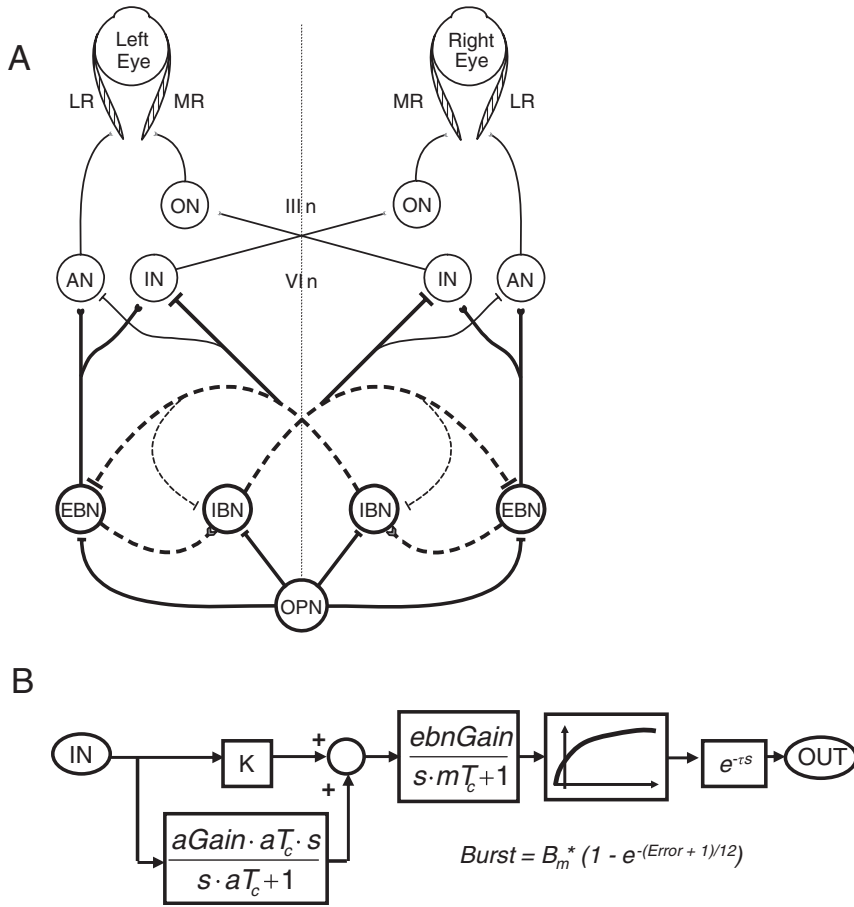 A
Left
Eye
Right
Eye
LR
MR
MR
LR
ON
III n
ON
AN
IN
VI n
IN
AN
EBN
IBN
IBN
EBN
OPN
B
IN
K
+
+
ebnGain
s·mT_c+1
e^{-τs}
OUT
aGain·aT_c·s
s·aT_c+1
Burst = B_m^* (1 - e^{-(Error + 1)/12})